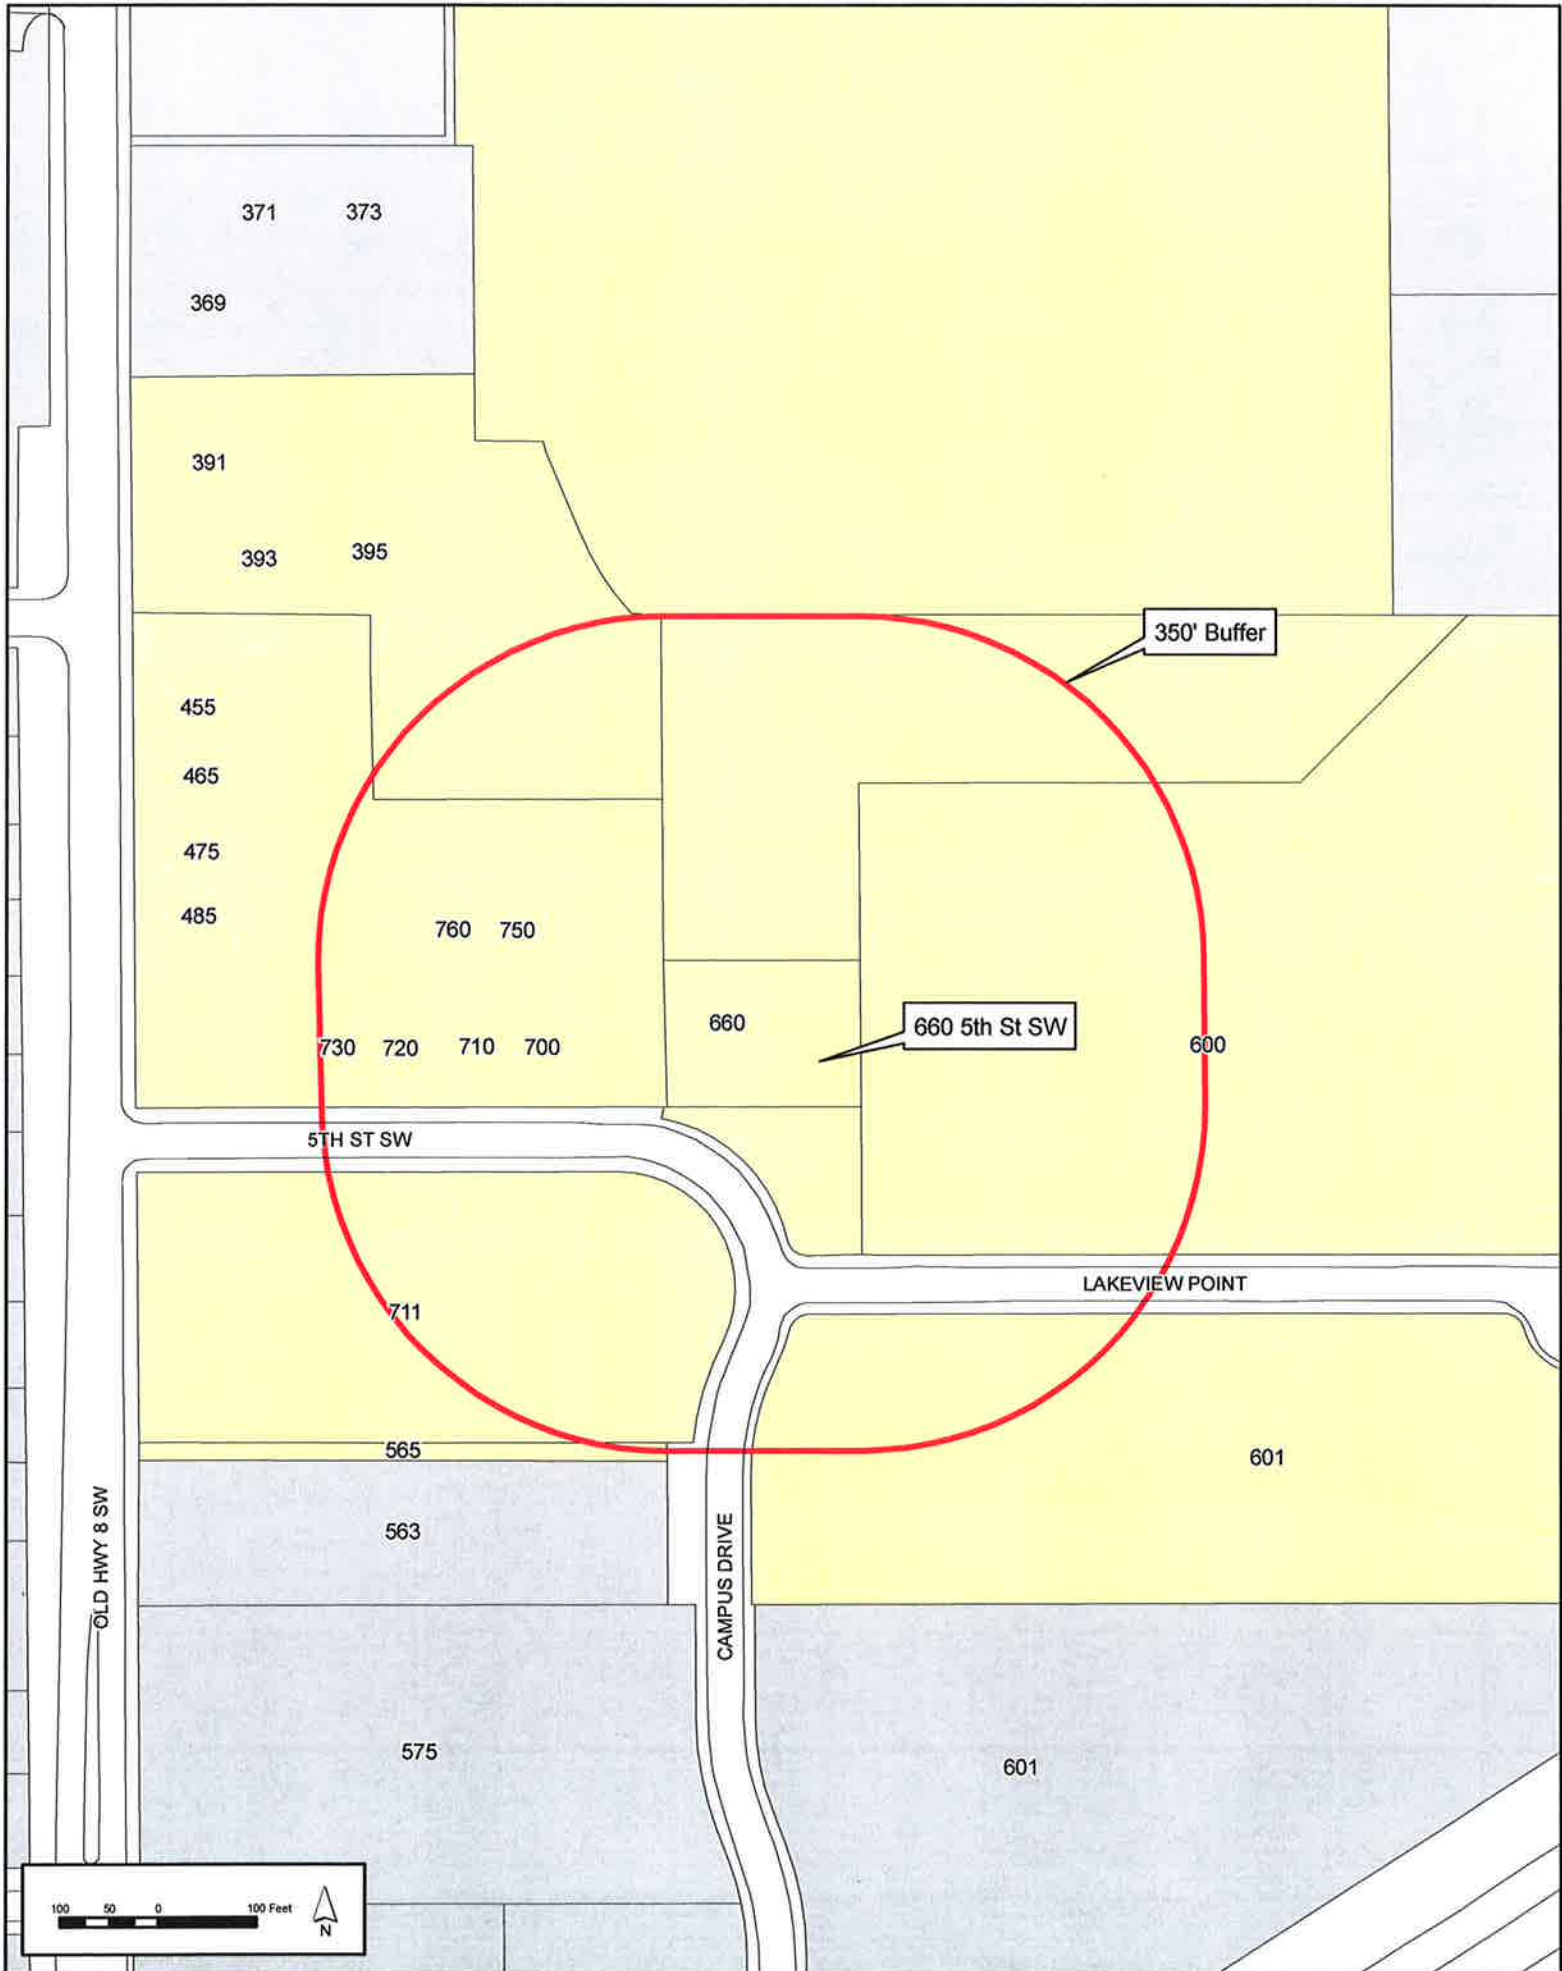 371 373
369
391
393 395
350' Buffer
455
465
475
485
760 750
660
660 5th St SW
730 720 710 700
600
5TH ST SW
LAKEVIEW POINT
711
565
601
OLD HWY 8 SW
563
CAMPUS DRIVE
575
601
100 50 0 100 Feet
N